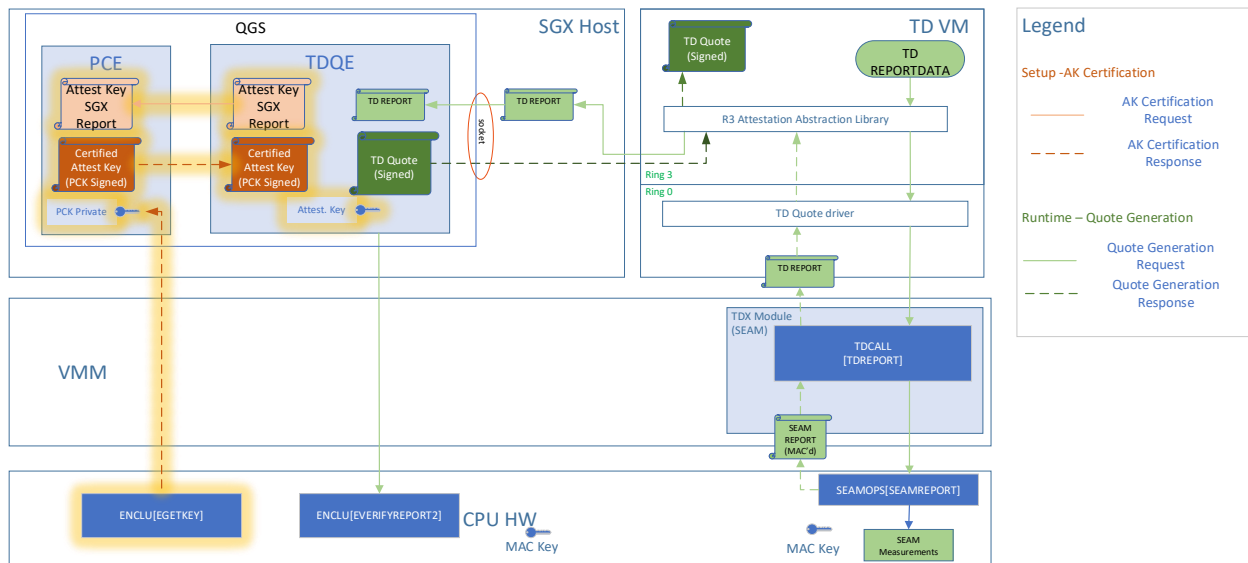 QGS
SGX Host
PCE
Attest Key
SGX
Report
Certified
Attest Key
(PCK Signed)
PCK Private
TDQE
Attest Key
SGX
Report
Certified
Attest Key
(PCK Signed)
Attest. Key
TD REPORT
TD Quote
(Signed)
TD REPORT
socket
TD VM
TD Quote
(Signed)
TD
REPORTDATA
R3 Attestation Abstraction Library
Ring 3
Ring 0
TD Quote driver
TD REPORT
VMM
TDX Module
(SEAM)
TDCALL
[TDREPORT]
SEAM
REPORT
(MAC'd)
ENCLU[EGETKEY]
ENCLU[EVERIFYREPORT2]
CPU HW
MAC Key
MAC Key
SEAMOPS[SEAMREPORT]
SEAM
Measurements
Legend
Setup -AK Certification
AK Certification
Request
AK Certification
Response
Runtime – Quote Generation
Quote Generation
Request
Quote Generation
Response